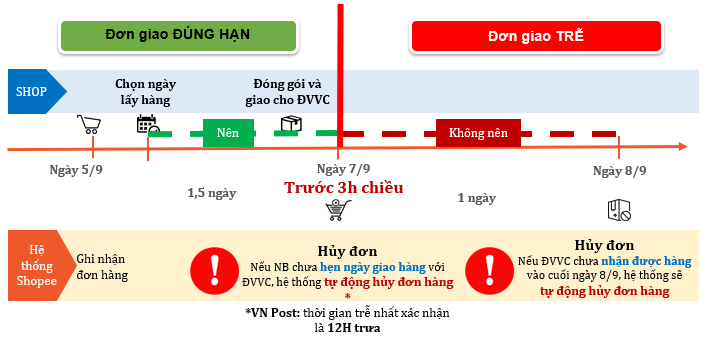 Đơn giao ĐÚNG HẠN
Đơn giao TRỄ
SHOP
Chọn ngày
lấy hàng
Đóng gói và
giao cho ĐVVC
Nên
Không nên
Ngày 5/9
Ngày 7/9
Ngày 8/9
1,5 ngày
Trước 3h chiều
1 ngày
Hệ
thống
Shopee
Ghi nhận
đơn hàng
Hủy đơn
Nếu NB chưa hẹn ngày giao hàng với
ĐVVC, hệ thống tự động hủy đơn hàng
*
Hủy đơn
Nếu ĐVVC chưa nhận được hàng
vào cuối ngày 8/9, hệ thống sẽ
tự động hủy đơn hàng
*VN Post: thời gian trễ nhất xác nhận
là 12H trưa